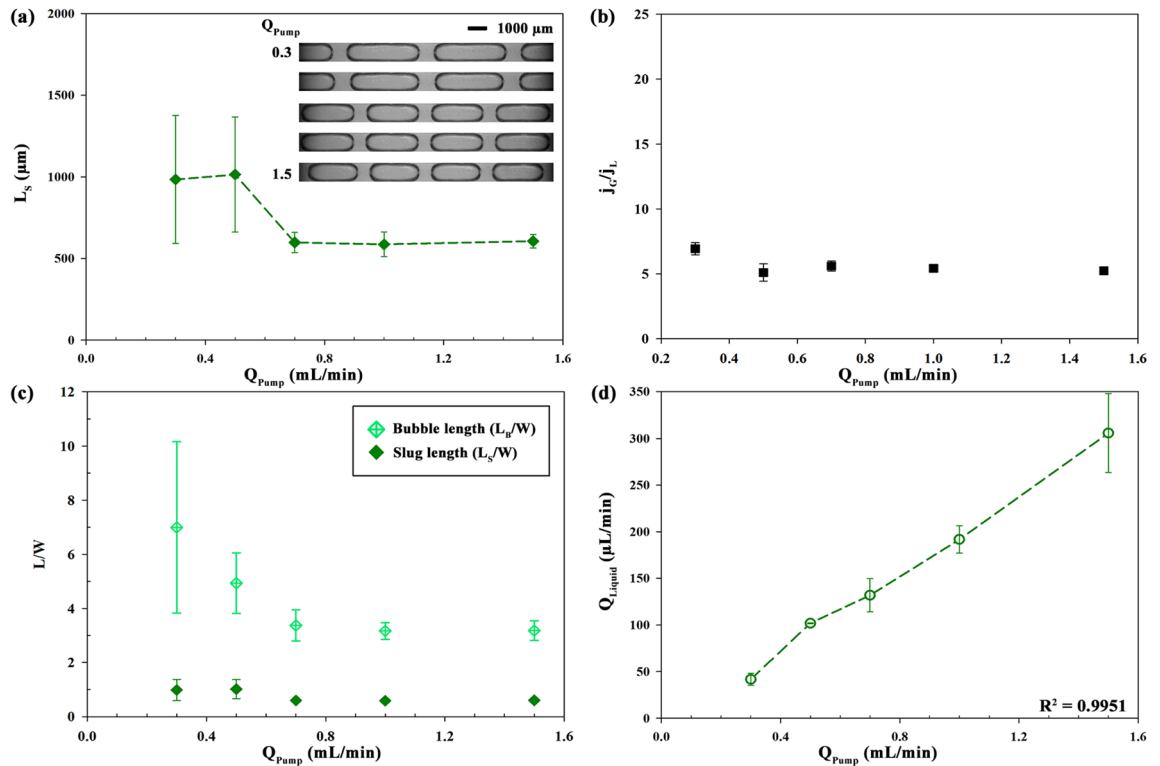 (a)
2000
1500
1000
500
0
L_S (µm)
Q_Pump
1000 µm
0.3
1.5
0.0 0.4 0.8 1.2 1.6
Q_Pump (mL/min)
(b)
25
20
15
10
5
0
j_G/j_L
0.2 0.4 0.6 0.8 1.0 1.2 1.4 1.6
Q_Pump (mL/min)
(c)
12
10
8
6
4
2
0
L/W
Bubble length (L_B/W)
Slug length (L_S/W)
0.0 0.4 0.8 1.2 1.6
Q_Pump (mL/min)
(d)
350
300
250
200
150
100
50
0
Q_Liquid (µL/min)
R² = 0.9951
0.0 0.4 0.8 1.2 1.6
Q_Pump (mL/min)